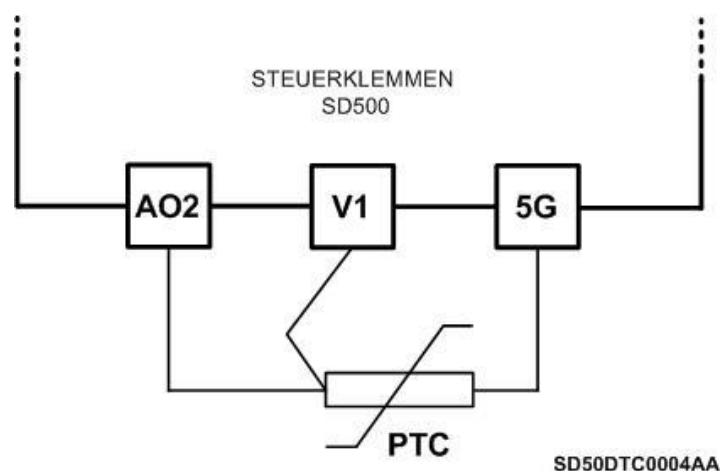 STEUERKLEMMEN
SD500
AO2 V1 5G
PTC
SD50DTC0004AA